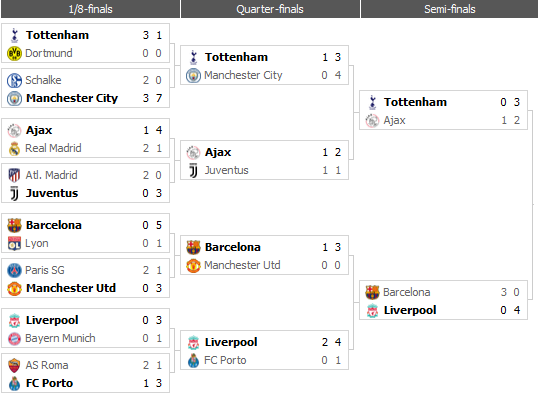 1/8-finals Quarter-finals Semi-finals
Tottenham 3 1
Dortmund 0 0
Schalke 2 0
Manchester City 3 7
Ajax 1 4
Real Madrid 2 1
Atl. Madrid 2 0
Juventus 0 3
Barcelona 0 5
Lyon 0 1
Paris SG 2 1
Manchester Utd 0 3
Liverpool 0 3
Bayern Munich 0 1
AS Roma 2 1
FC Porto 1 3
Tottenham 1 3
Manchester City 0 4
Ajax 1 2
Juventus 1 1
Barcelona 1 3
Manchester Utd 0 0
Liverpool 2 4
FC Porto 0 1
Tottenham 0 3
Ajax 1 2
Barcelona 3 0
Liverpool 0 4